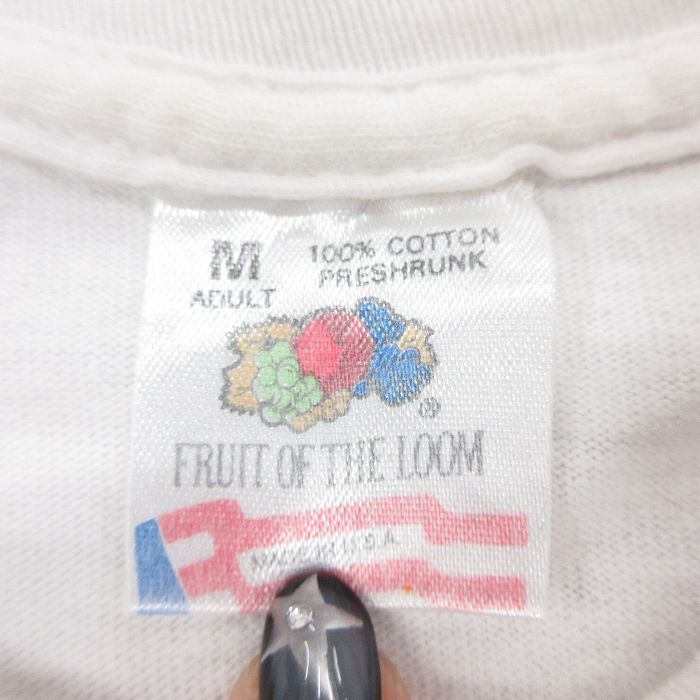 M
ADULT
100% COTTON
PRESHRUNK
®
FRUIT OF THE LOOM
MADE IN U.S.A.